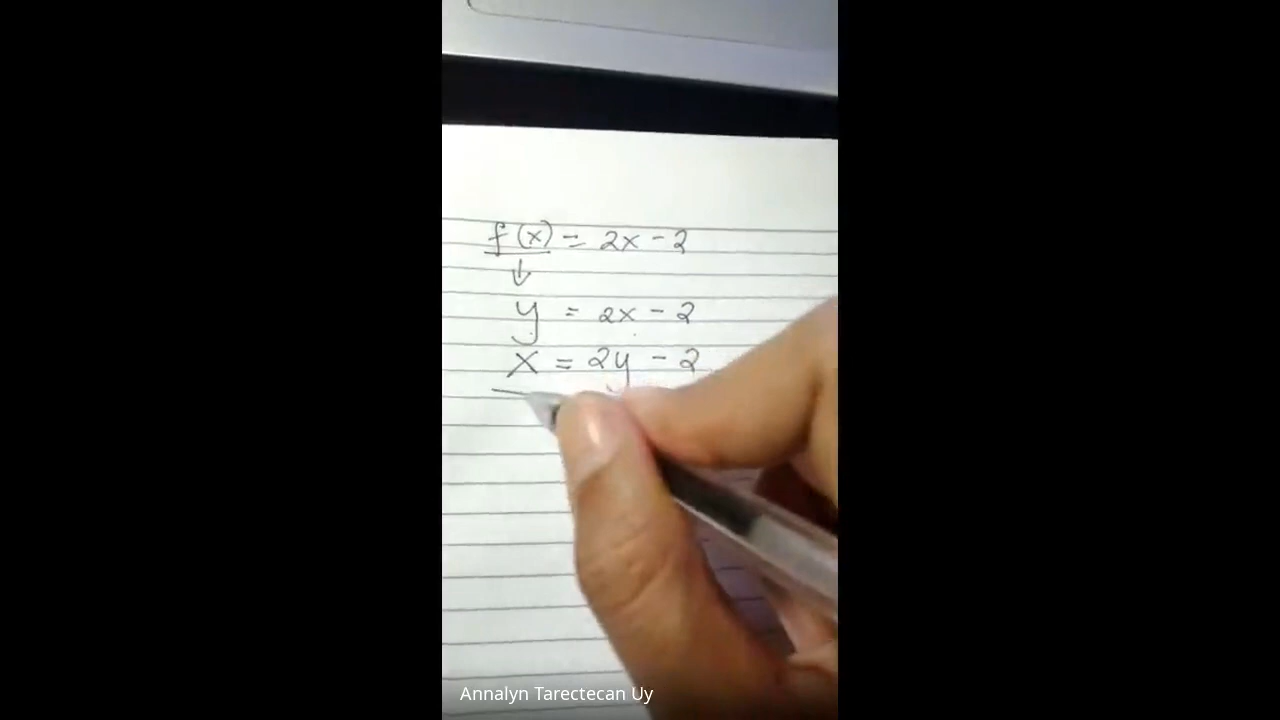 f(x) = 2x - 2
↓
y = 2x - 2
x = 2y - 2
Annalyn Tarectecan Uy